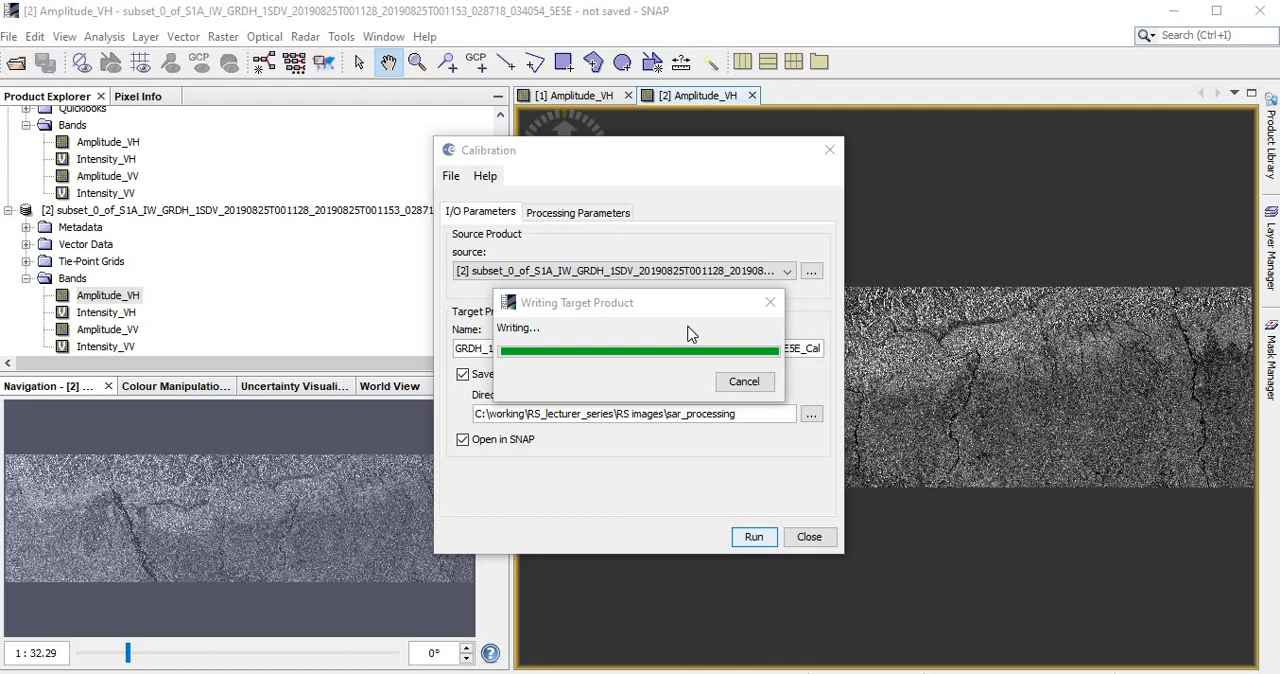 [2] Amplitude_VH - subset_0_of_S1A_IW_GRDH_1SDV_20190825T001128_20190825T001153_028718_034054_5E5E - not saved - SNAP
File Edit View Analysis Layer Vector Raster Optical Radar Tools Window Help
Search (Ctrl+I)
GCP GCP
Product Explorer Pixel Info
[1] Amplitude_VH [2] Amplitude_VH
Quicklooks
Bands
Amplitude_VH
Intensity_VH
Amplitude_VV
Intensity_VV
[2] subset_0_of_S1A_IW_GRDH_1SDV_20190825T001128_20190825T001153_02871
Metadata
Vector Data
Tie-Point Grids
Bands
Amplitude_VH
Intensity_VH
Amplitude_VV
Intensity_VV
Navigation - [2] ... Colour Manipulatio... Uncertainty Visuali... World View
1 : 32.29
0°
Calibration
File Help
I/O Parameters Processing Parameters
Source Product
source:
[2] subset_0_of_S1A_IW_GRDH_1SDV_20190825T001128_201908...
...
Target Pr
Name:
GRDH_1
5E_Cal
Save
Direc
C:\working\RS_lecturer_series\RS images\sar_processing
...
Open in SNAP
Run Close
Writing Target Product
Writing...
Cancel
Product Library
Layer Manager
Mask Manager